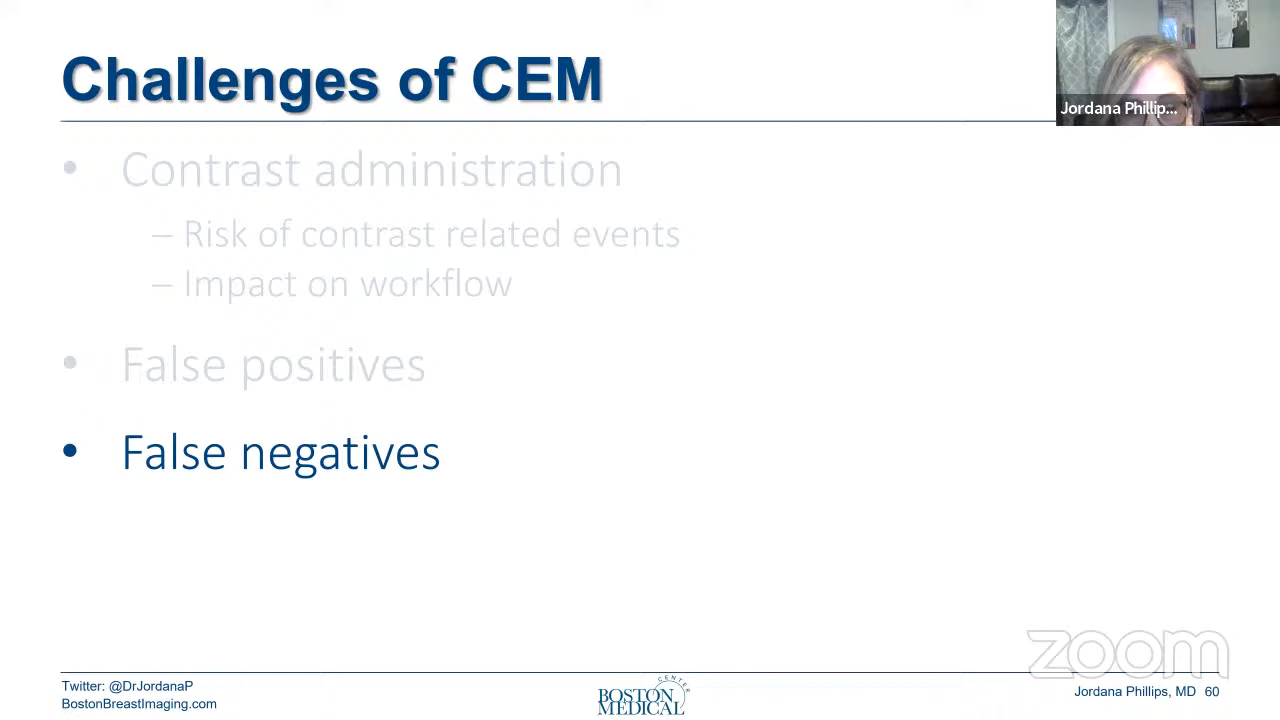 Challenges of CEM
Jordana Phillip...
• Contrast administration
– Risk of contrast related events
– Impact on workflow
• False positives
• False negatives
zoom
Twitter: @DrJordanaP
BostonBreastImaging.com
BOSTON
MEDICAL
CENTER
Jordana Phillips, MD 60